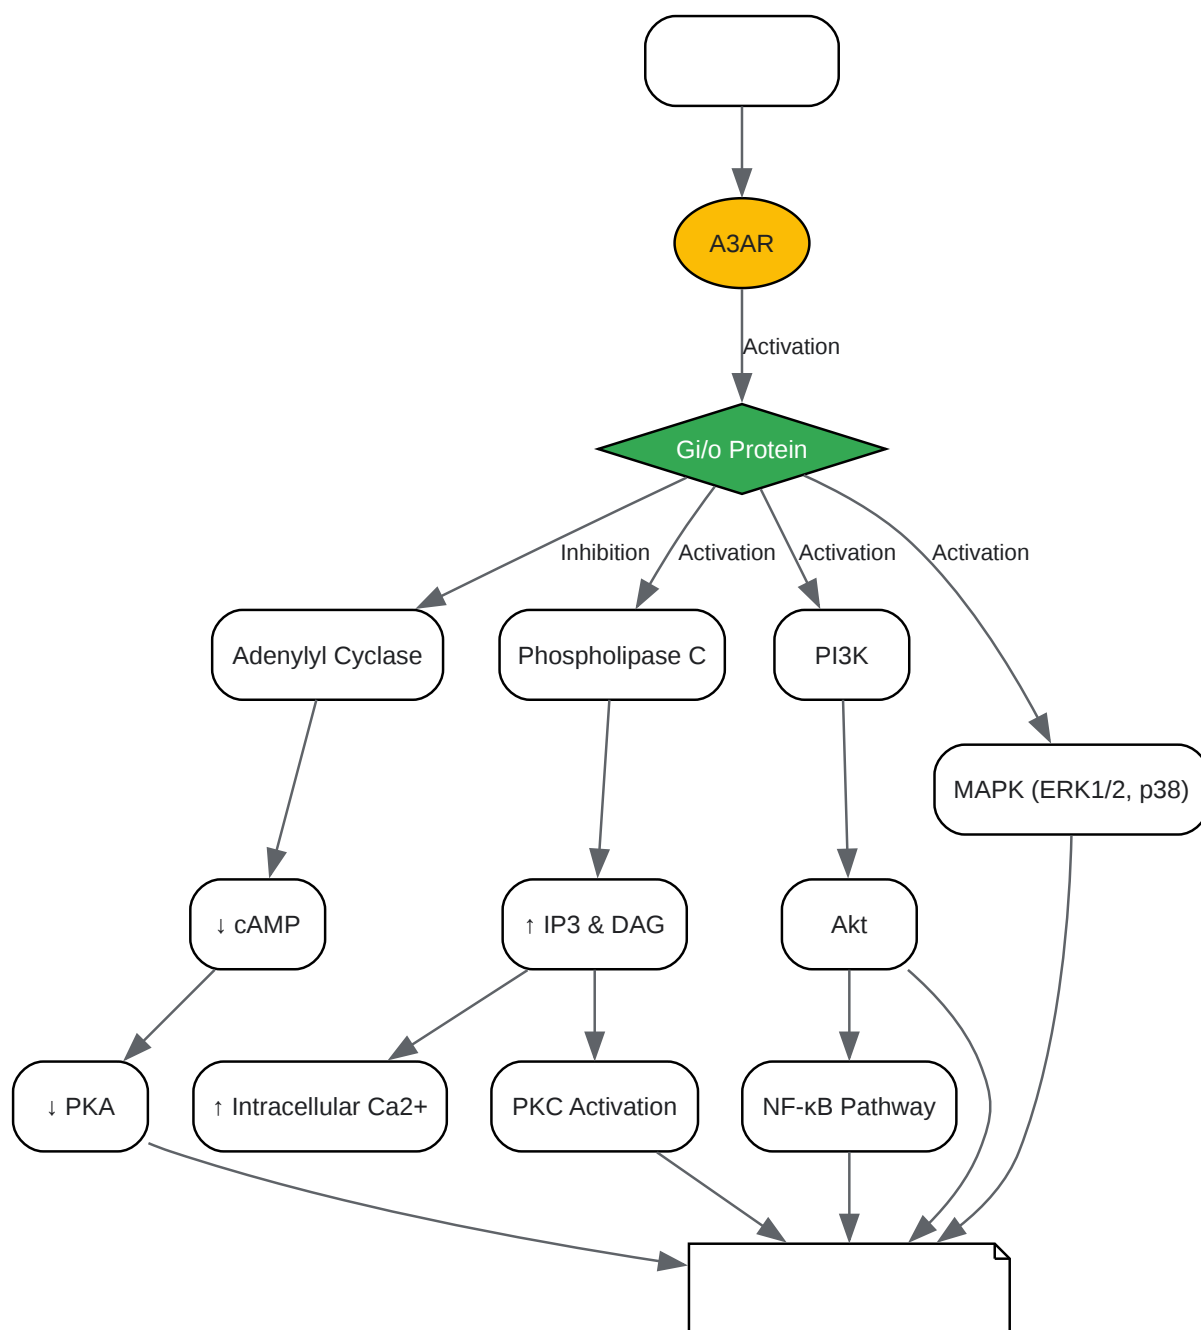 A3AR
Activation
Gi/o Protein
Inhibition
Activation
Activation
Activation
Adenylyl Cyclase
Phospholipase C
PI3K
MAPK (ERK1/2, p38)
↓ cAMP
↑ IP3 & DAG
Akt
↓ PKA
↑ Intracellular Ca2+
PKC Activation
NF-κB Pathway